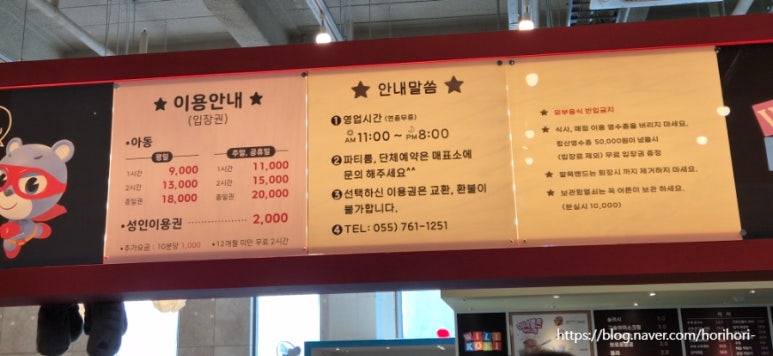 ★ 이용안내 ★
(입장권)
•아동
평일
1시간 9,000
2시간 13,000
종일권 18,000
주말, 공휴일
1시간 11,000
2시간 15,000
종일권 20,000
•성인이용권 2,000
•추가요금 : 10분당 1,000 •12개월 미만 무료 2시간
★ 안내말씀 ★
❶ 영업시간 (연중무휴)
AM 11:00 ~ PM 8:00
❷ 파티룸, 단체예약은 매표소에
문의 해주세요^^
❸ 선택하신 이용권은 교환, 환불이
불가합니다.
❹ TEL: 055) 761-1251
★ 외부음식 반입금지
★ 식사, 매점 이용 영수증을 버리지 마세요.
합산영수증 50,000원이 넘을시
(입장료 제외) 무료 입장권 증정
★ 팔목밴드는 퇴장시 까지 제거하지 마세요.
★ 보관함열쇠는 꼭 어른이 보관 하세요.
(분실시 10,000)
https://blog.naver.com/horihori-